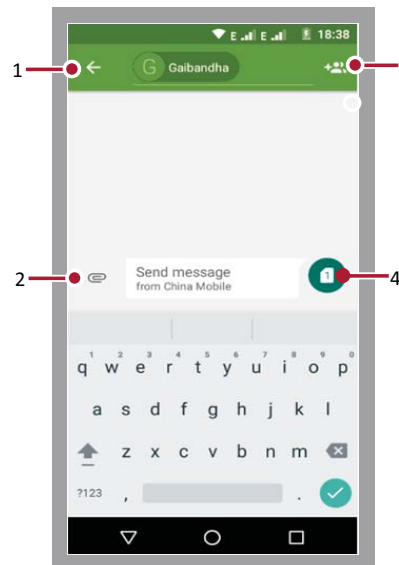 E E 18:38
1
G Gaibandha
2
Send message
from China Mobile
1
4
1 2 3 4 5 6 7 8 9 0
q w e r t y u i o p
a s d f g h j k l
z x c v b n m
?123 , .